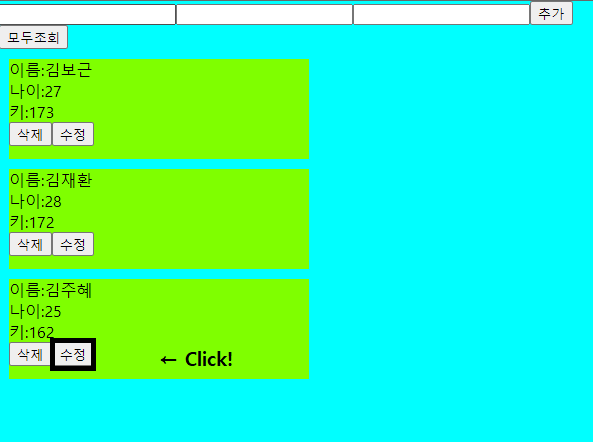 추가
모두조회
이름:김보근
나이:27
키:173
삭제 수정
이름:김재환
나이:28
키:172
삭제 수정
이름:김주혜
나이:25
키:162
삭제 수정 ← Click!